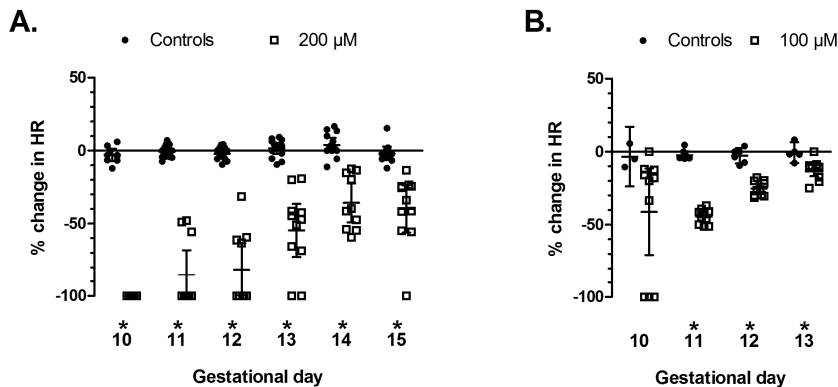 A.
● Controls □ 200 µM
50
0
-50
-100
% change in HR
* * * * * *
10 11 12 13 14 15
Gestational day
B.
● Controls □ 100 µM
50
0
-50
-100
% change in HR
* * *
10 11 12 13
Gestational day